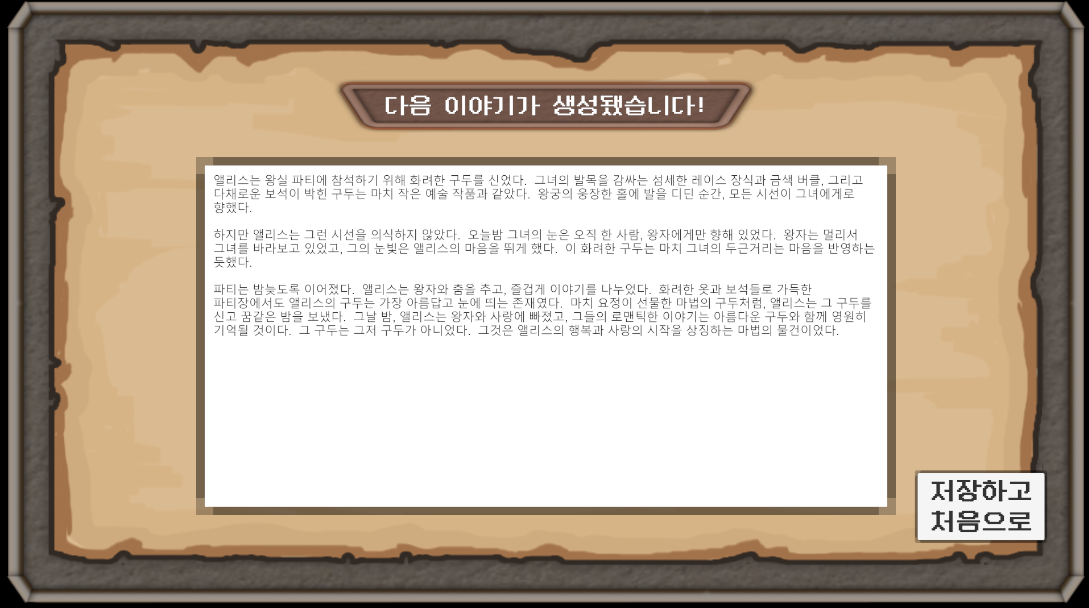 다음 이야기가 생성됐습니다!
앨리스는 왕실 파티에 참석하기 위해 화려한 구두를 신었다. 그녀의 발목을 감싸는 섬세한 레이스 장식과 금색 버클, 그리고
다채로운 보석이 박힌 구두는 마치 작은 예술 작품과 같았다. 왕궁의 웅장한 홀에 발을 디딘 순간, 모든 시선이 그녀에게로
향했다.
하지만 앨리스는 그런 시선을 의식하지 않았다. 오늘밤 그녀의 눈은 오직 한 사람, 왕자에게만 향해 있었다. 왕자는 멀리서
그녀를 바라보고 있었고, 그의 눈빛은 앨리스의 마음을 뛰게 했다. 이 화려한 구두는 마치 그녀의 두근거리는 마음을 반영하는
듯했다.
파티는 밤늦도록 이어졌다. 앨리스는 왕자와 춤을 추고, 즐겁게 이야기를 나누었다. 화려한 옷과 보석들로 가득한
파티장에서도 앨리스의 구두는 가장 아름답고 눈에 띄는 존재였다. 마치 요정이 선물한 마법의 구두처럼, 앨리스는 그 구두를
신고 꿈같은 밤을 보냈다. 그날 밤, 앨리스는 왕자와 사랑에 빠졌고, 그들의 로맨틱한 이야기는 아름다운 구두와 함께 영원히
기억될 것이다. 그 구두는 그저 구두가 아니었다. 그것은 앨리스의 행복과 사랑의 시작을 상징하는 마법의 물건이었다.
저장하고
처음으로